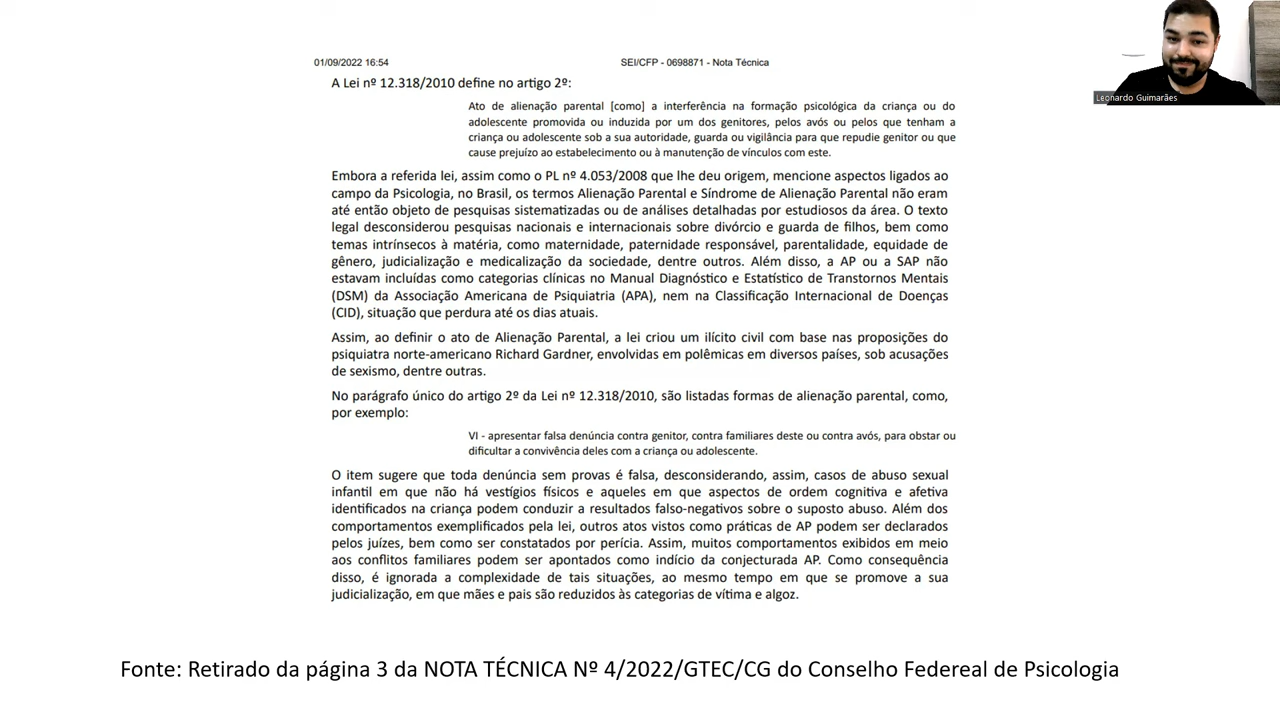 01/09/2022 16:54
SEI/CFP - 0698871 - Nota Técnica
Leonardo Guimarães
A Lei nº 12.318/2010 define no artigo 2º:
Ato de alienação parental [como] a interferência na formação psicológica da criança ou do
adolescente promovida ou induzida por um dos genitores, pelos avós ou pelos que tenham a
criança ou adolescente sob a sua autoridade, guarda ou vigilância para que repudie genitor ou que
cause prejuízo ao estabelecimento ou à manutenção de vínculos com este.
Embora a referida lei, assim como o PL nº 4.053/2008 que lhe deu origem, mencione aspectos ligados ao
campo da Psicologia, no Brasil, os termos Alienação Parental e Síndrome de Alienação Parental não eram
até então objeto de pesquisas sistematizadas ou de análises detalhadas por estudiosos da área. O texto
legal desconsiderou pesquisas nacionais e internacionais sobre divórcio e guarda de filhos, bem como
temas intrínsecos à matéria, como maternidade, paternidade responsável, parentalidade, equidade de
gênero, judicialização e medicalização da sociedade, dentre outros. Além disso, a AP ou a SAP não
estavam incluídas como categorias clínicas no Manual Diagnóstico e Estatístico de Transtornos Mentais
(DSM) da Associação Americana de Psiquiatria (APA), nem na Classificação Internacional de Doenças
(CID), situação que perdura até os dias atuais.
Assim, ao definir o ato de Alienação Parental, a lei criou um ilícito civil com base nas proposições do
psiquiatra norte-americano Richard Gardner, envolvidas em polêmicas em diversos países, sob acusações
de sexismo, dentre outras.
No parágrafo único do artigo 2º da Lei nº 12.318/2010, são listadas formas de alienação parental, como,
por exemplo:
VI - apresentar falsa denúncia contra genitor, contra familiares deste ou contra avós, para obstar ou
dificultar a convivência deles com a criança ou adolescente.
O item sugere que toda denúncia sem provas é falsa, desconsiderando, assim, casos de abuso sexual
infantil em que não há vestígios físicos e aqueles em que aspectos de ordem cognitiva e afetiva
identificados na criança podem conduzir a resultados falso-negativos sobre o suposto abuso. Além dos
comportamentos exemplificados pela lei, outros atos vistos como práticas de AP podem ser declarados
pelos juízes, bem como ser constatados por perícia. Assim, muitos comportamentos exibidos em meio
aos conflitos familiares podem ser apontados como indício da conjecturada AP. Como consequência
disso, é ignorada a complexidade de tais situações, ao mesmo tempo em que se promove a sua
judicialização, em que mães e pais são reduzidos às categorias de vítima e algoz.
Fonte: Retirado da página 3 da NOTA TÉCNICA Nº 4/2022/GTEC/CG do Conselho Federeal de Psicologia